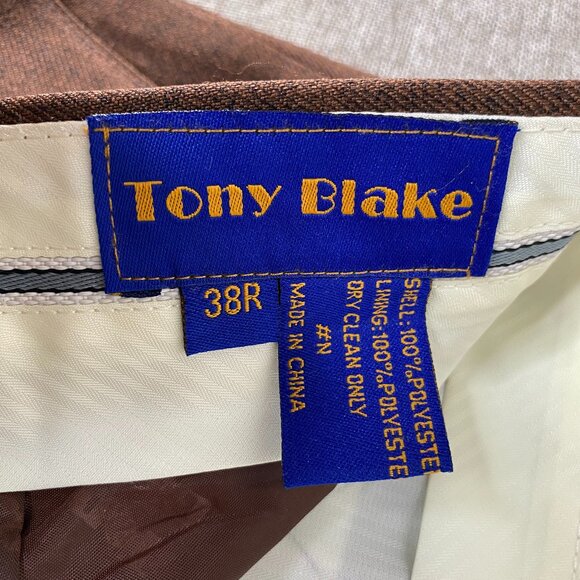 Tony Blake
38R
SHELL:100%POLYESTE
LINING:100%POLYESTE
DRY CLEAN ONLY
#N
MADE IN CHINA